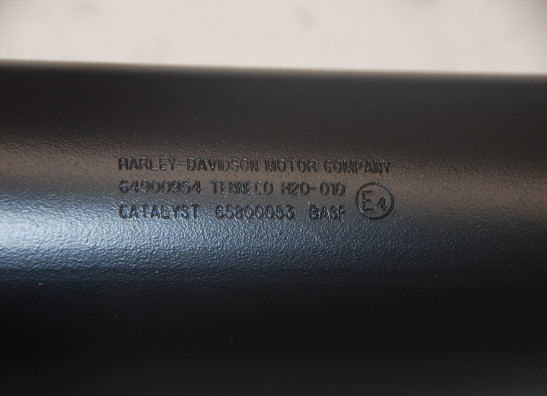 HARLEY-DAVIDSON MOTOR COMPANY
64900954 TENNECO H20-010
CATALYST 65800053 BASF E4